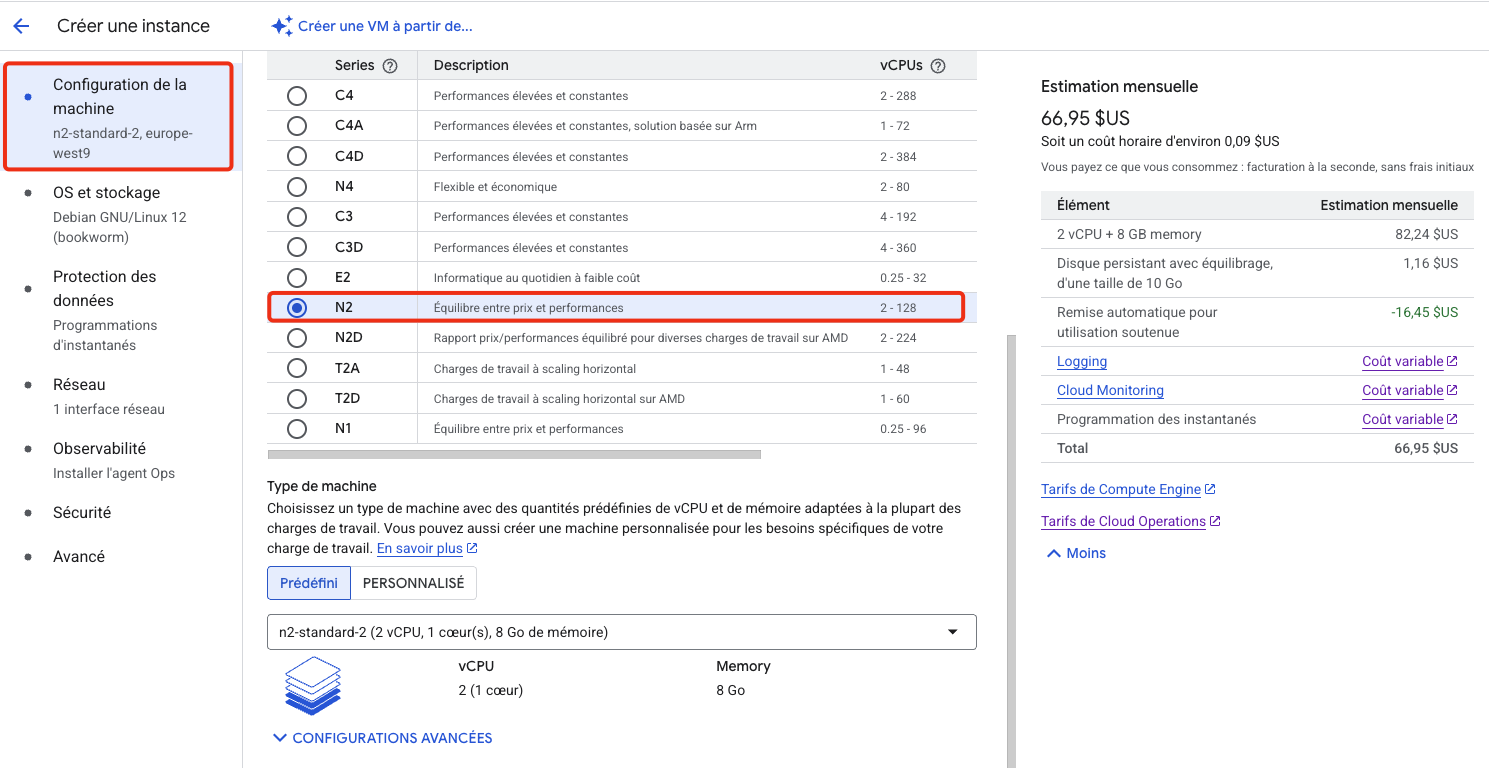 Créer une instance
Créer une VM à partir de...
Configuration de la
machine
n2-standard-2, europe-
west9
OS et stockage
Debian GNU/Linux 12
(bookworm)
Protection des
données
Programmations
d'instantanés
Réseau
1 interface réseau
Observabilité
Installer l'agent Ops
Sécurité
Avancé
Series Description vCPUs
C4 Performances élevées et constantes 2 - 288
C4A Performances élevées et constantes, solution basée sur Arm 1 - 72
C4D Performances élevées et constantes 2 - 384
N4 Flexible et économique 2 - 80
C3 Performances élevées et constantes 4 - 192
C3D Performances élevées et constantes 4 - 360
E2 Informatique au quotidien à faible coût 0.25 - 32
N2 Équilibre entre prix et performances 2 - 128
N2D Rapport prix/performances équilibré pour diverses charges de travail sur AMD 2 - 224
T2A Charges de travail à scaling horizontal 1 - 48
T2D Charges de travail à scaling horizontal sur AMD 1 - 60
N1 Équilibre entre prix et performances 0.25 - 96
Type de machine
Choisissez un type de machine avec des quantités prédéfinies de vCPU et de mémoire adaptées à la plupart des
charges de travail. Vous pouvez aussi créer une machine personnalisée pour les besoins spécifiques de votre
charge de travail. En savoir plus
Prédéfini PERSONNALISÉ
n2-standard-2 (2 vCPU, 1 cœur(s), 8 Go de mémoire)
vCPU Memory
2 (1 cœur) 8 Go
CONFIGURATIONS AVANCÉES
Estimation mensuelle
66,95 $US
Soit un coût horaire d'environ 0,09 $US
Vous payez ce que vous consommez : facturation à la seconde, sans frais initiaux
Élément Estimation mensuelle
2 vCPU + 8 GB memory 82,24 $US
Disque persistant avec équilibrage, 1,16 $US
d'une taille de 10 Go
Remise automatique pour -16,45 $US
utilisation soutenue
Logging Coût variable
Cloud Monitoring Coût variable
Programmation des instantanés Coût variable
Total 66,95 $US
Tarifs de Compute Engine
Tarifs de Cloud Operations
Moins